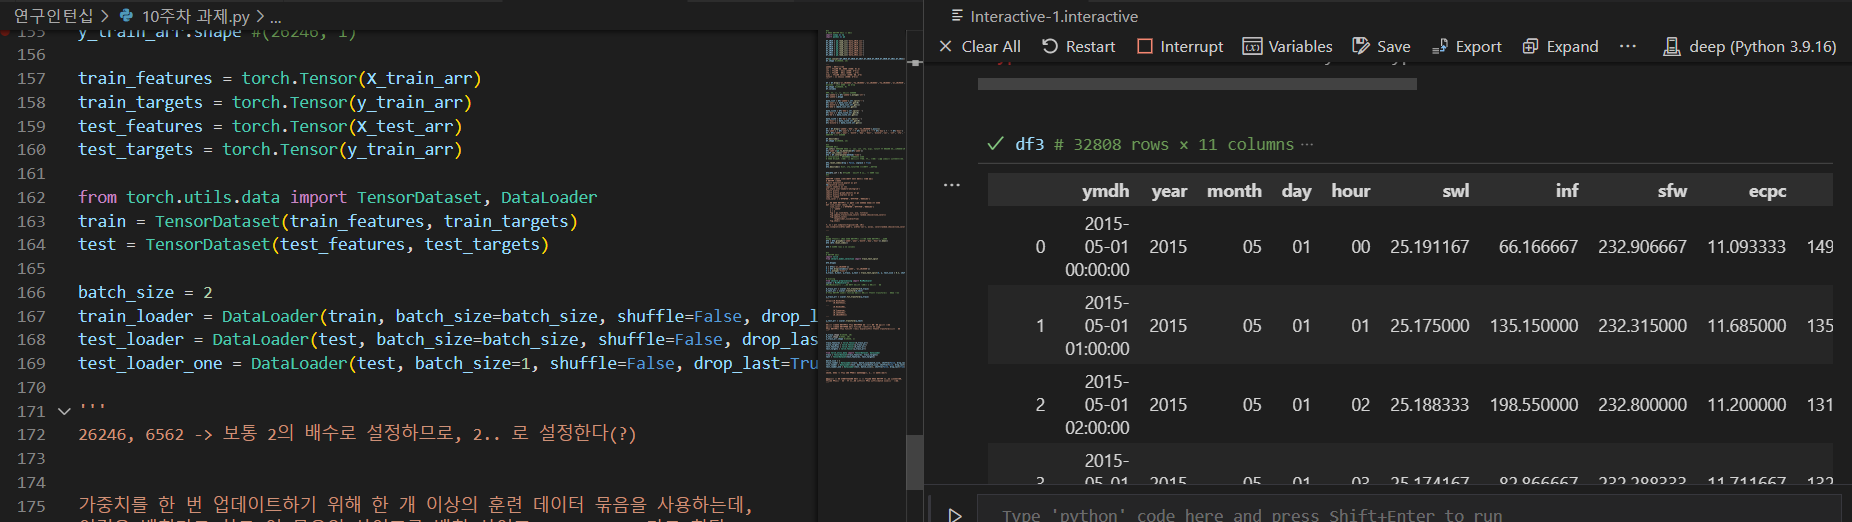 연구인턴십 > 10주차 과제.py > ...
155 y_train_arr.shape #(26246, 1)
156
157 train_features = torch.Tensor(X_train_arr)
158 train_targets = torch.Tensor(y_train_arr)
159 test_features = torch.Tensor(X_test_arr)
160 test_targets = torch.Tensor(y_train_arr)
161
162 from torch.utils.data import TensorDataset, DataLoader
163 train = TensorDataset(train_features, train_targets)
164 test = TensorDataset(test_features, test_targets)
165
166 batch_size = 2
167 train_loader = DataLoader(train, batch_size=batch_size, shuffle=False, drop_l
168 test_loader = DataLoader(test, batch_size=batch_size, shuffle=False, drop_las
169 test_loader_one = DataLoader(test, batch_size=1, shuffle=False, drop_last=Tru
170
171 '''
172 26246, 6562 -> 보통 2의 배수로 설정하므로, 2.. 로 설정한다(?)
173
174
175 가중치를 한 번 업데이트하기 위해 한 개 이상의 훈련 데이터 묶음을 사용하는데,
Interactive-1.interactive
Clear All Restart Interrupt Variables Save Export Expand ... deep (Python 3.9.16)
df3 # 32808 rows × 11 columns ...
ymdh year month day hour swl inf sfw ecpc
0 2015-05-01 00:00:00 2015 05 01 00 25.191167 66.166667 232.906667 11.093333 149
1 2015-05-01 01:00:00 2015 05 01 01 25.175000 135.150000 232.315000 11.685000 135
2 2015-05-01 02:00:00 2015 05 01 02 25.188333 198.550000 232.800000 11.200000 131
3 2015- 2015 05 01 03 25.174167 82.866667 232.288333 11.711667 132
Type 'python' code here and press Shift+Enter to run